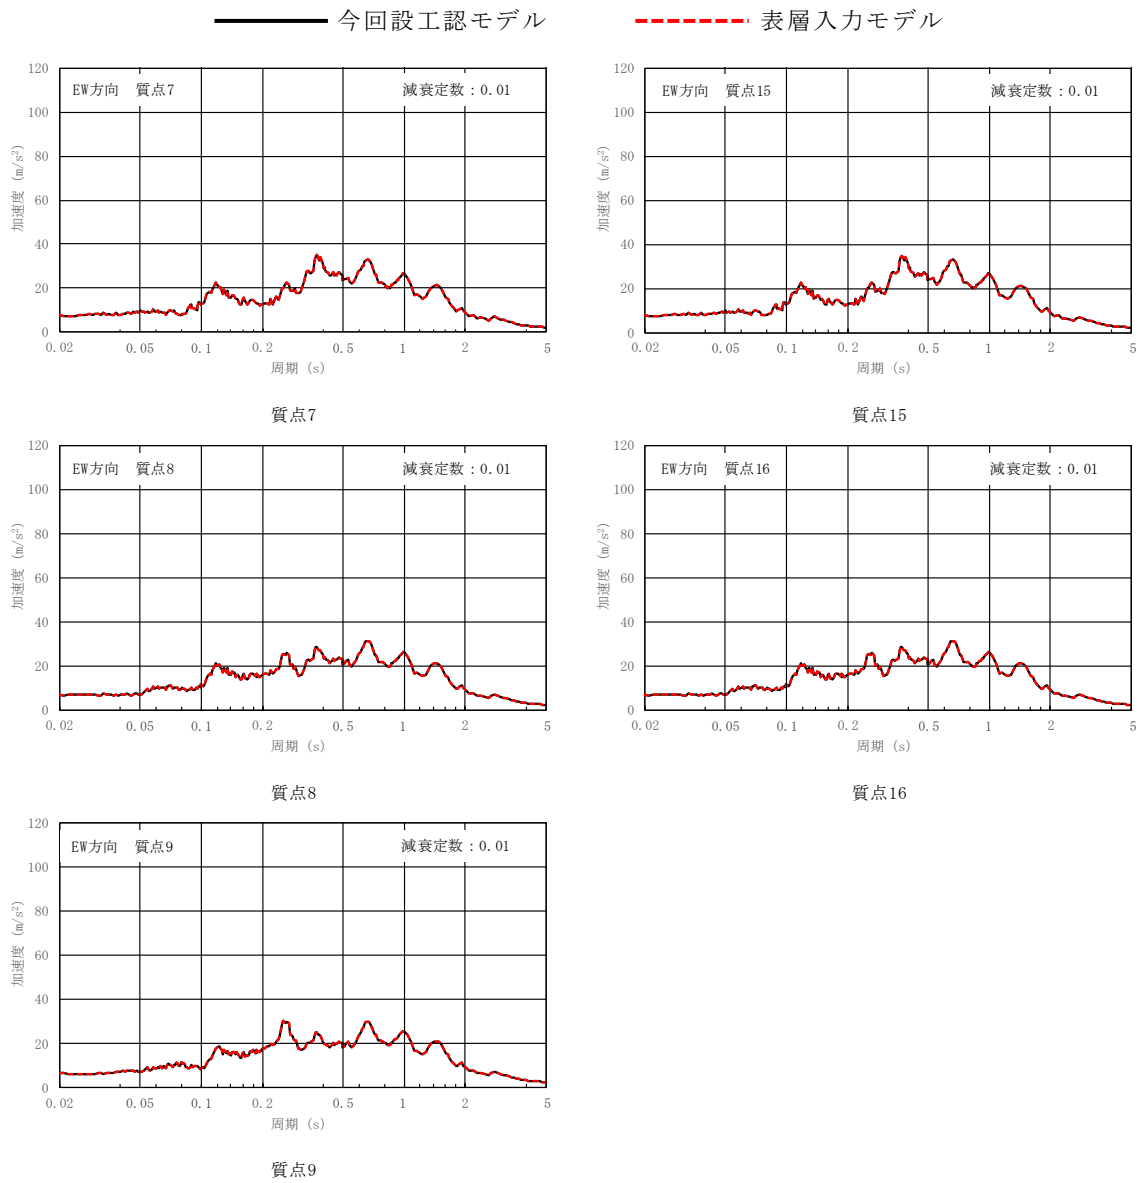 今回設工認モデル　表層入力モデル
EW方向　質点7　減衰定数：0.01
120
100
80
60
40
20
0
加速度 (m/s²)
0.02 0.05 0.1 0.2 0.5 1 2 5
周期 (s)
質点7
EW方向　質点15　減衰定数：0.01
120
100
80
60
40
20
0
加速度 (m/s²)
0.02 0.05 0.1 0.2 0.5 1 2 5
周期 (s)
質点15
EW方向　質点8　減衰定数：0.01
120
100
80
60
40
20
0
加速度 (m/s²)
0.02 0.05 0.1 0.2 0.5 1 2 5
周期 (s)
質点8
EW方向　質点16　減衰定数：0.01
120
100
80
60
40
20
0
加速度 (m/s²)
0.02 0.05 0.1 0.2 0.5 1 2 5
周期 (s)
質点16
EW方向　質点9　減衰定数：0.01
120
100
80
60
40
20
0
加速度 (m/s²)
0.02 0.05 0.1 0.2 0.5 1 2 5
周期 (s)
質点9